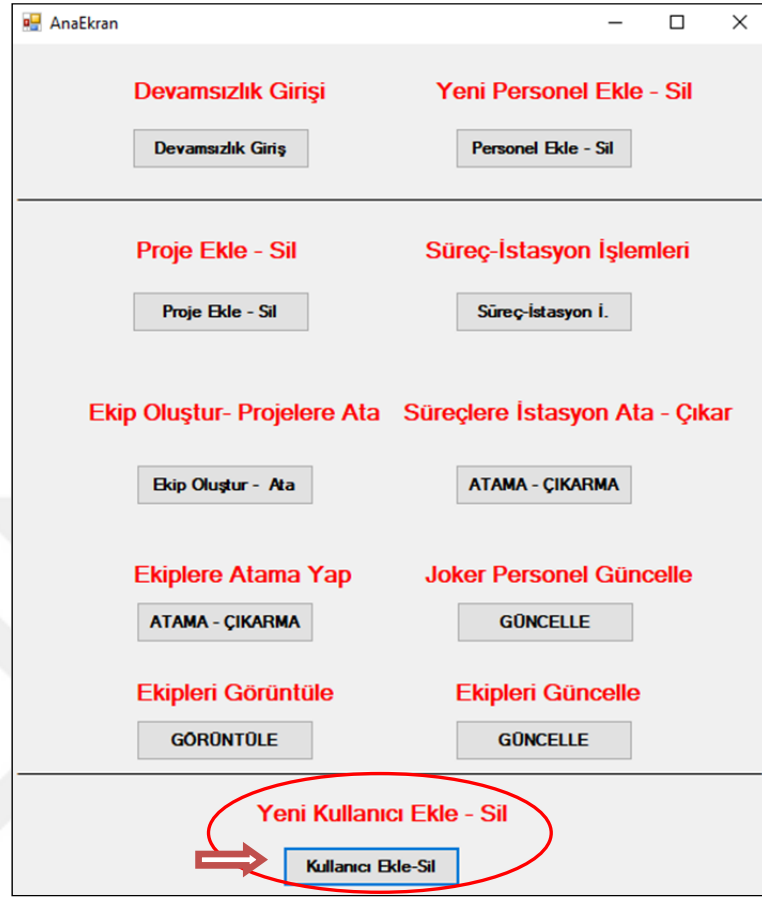 AnaEkran
Devamsızlık Girişi Yeni Personel Ekle - Sil
Devamsızlık Giriş Personel Ekle - Sil
Proje Ekle - Sil Süreç-İstasyon İşlemleri
Proje Ekle - Sil Süreç-İstasyon İ.
Ekip Oluştur- Projelere Ata Süreçlere İstasyon Ata - Çıkar
Ekip Oluştur - Ata ATAMA - ÇIKARMA
Ekiplere Atama Yap Joker Personel Güncelle
ATAMA - ÇIKARMA GÜNCELLE
Ekipleri Görüntüle Ekipleri Güncelle
GÖRÜNTÜLE GÜNCELLE
Yeni Kullanıcı Ekle - Sil
Kullanıcı Ekle-Sil